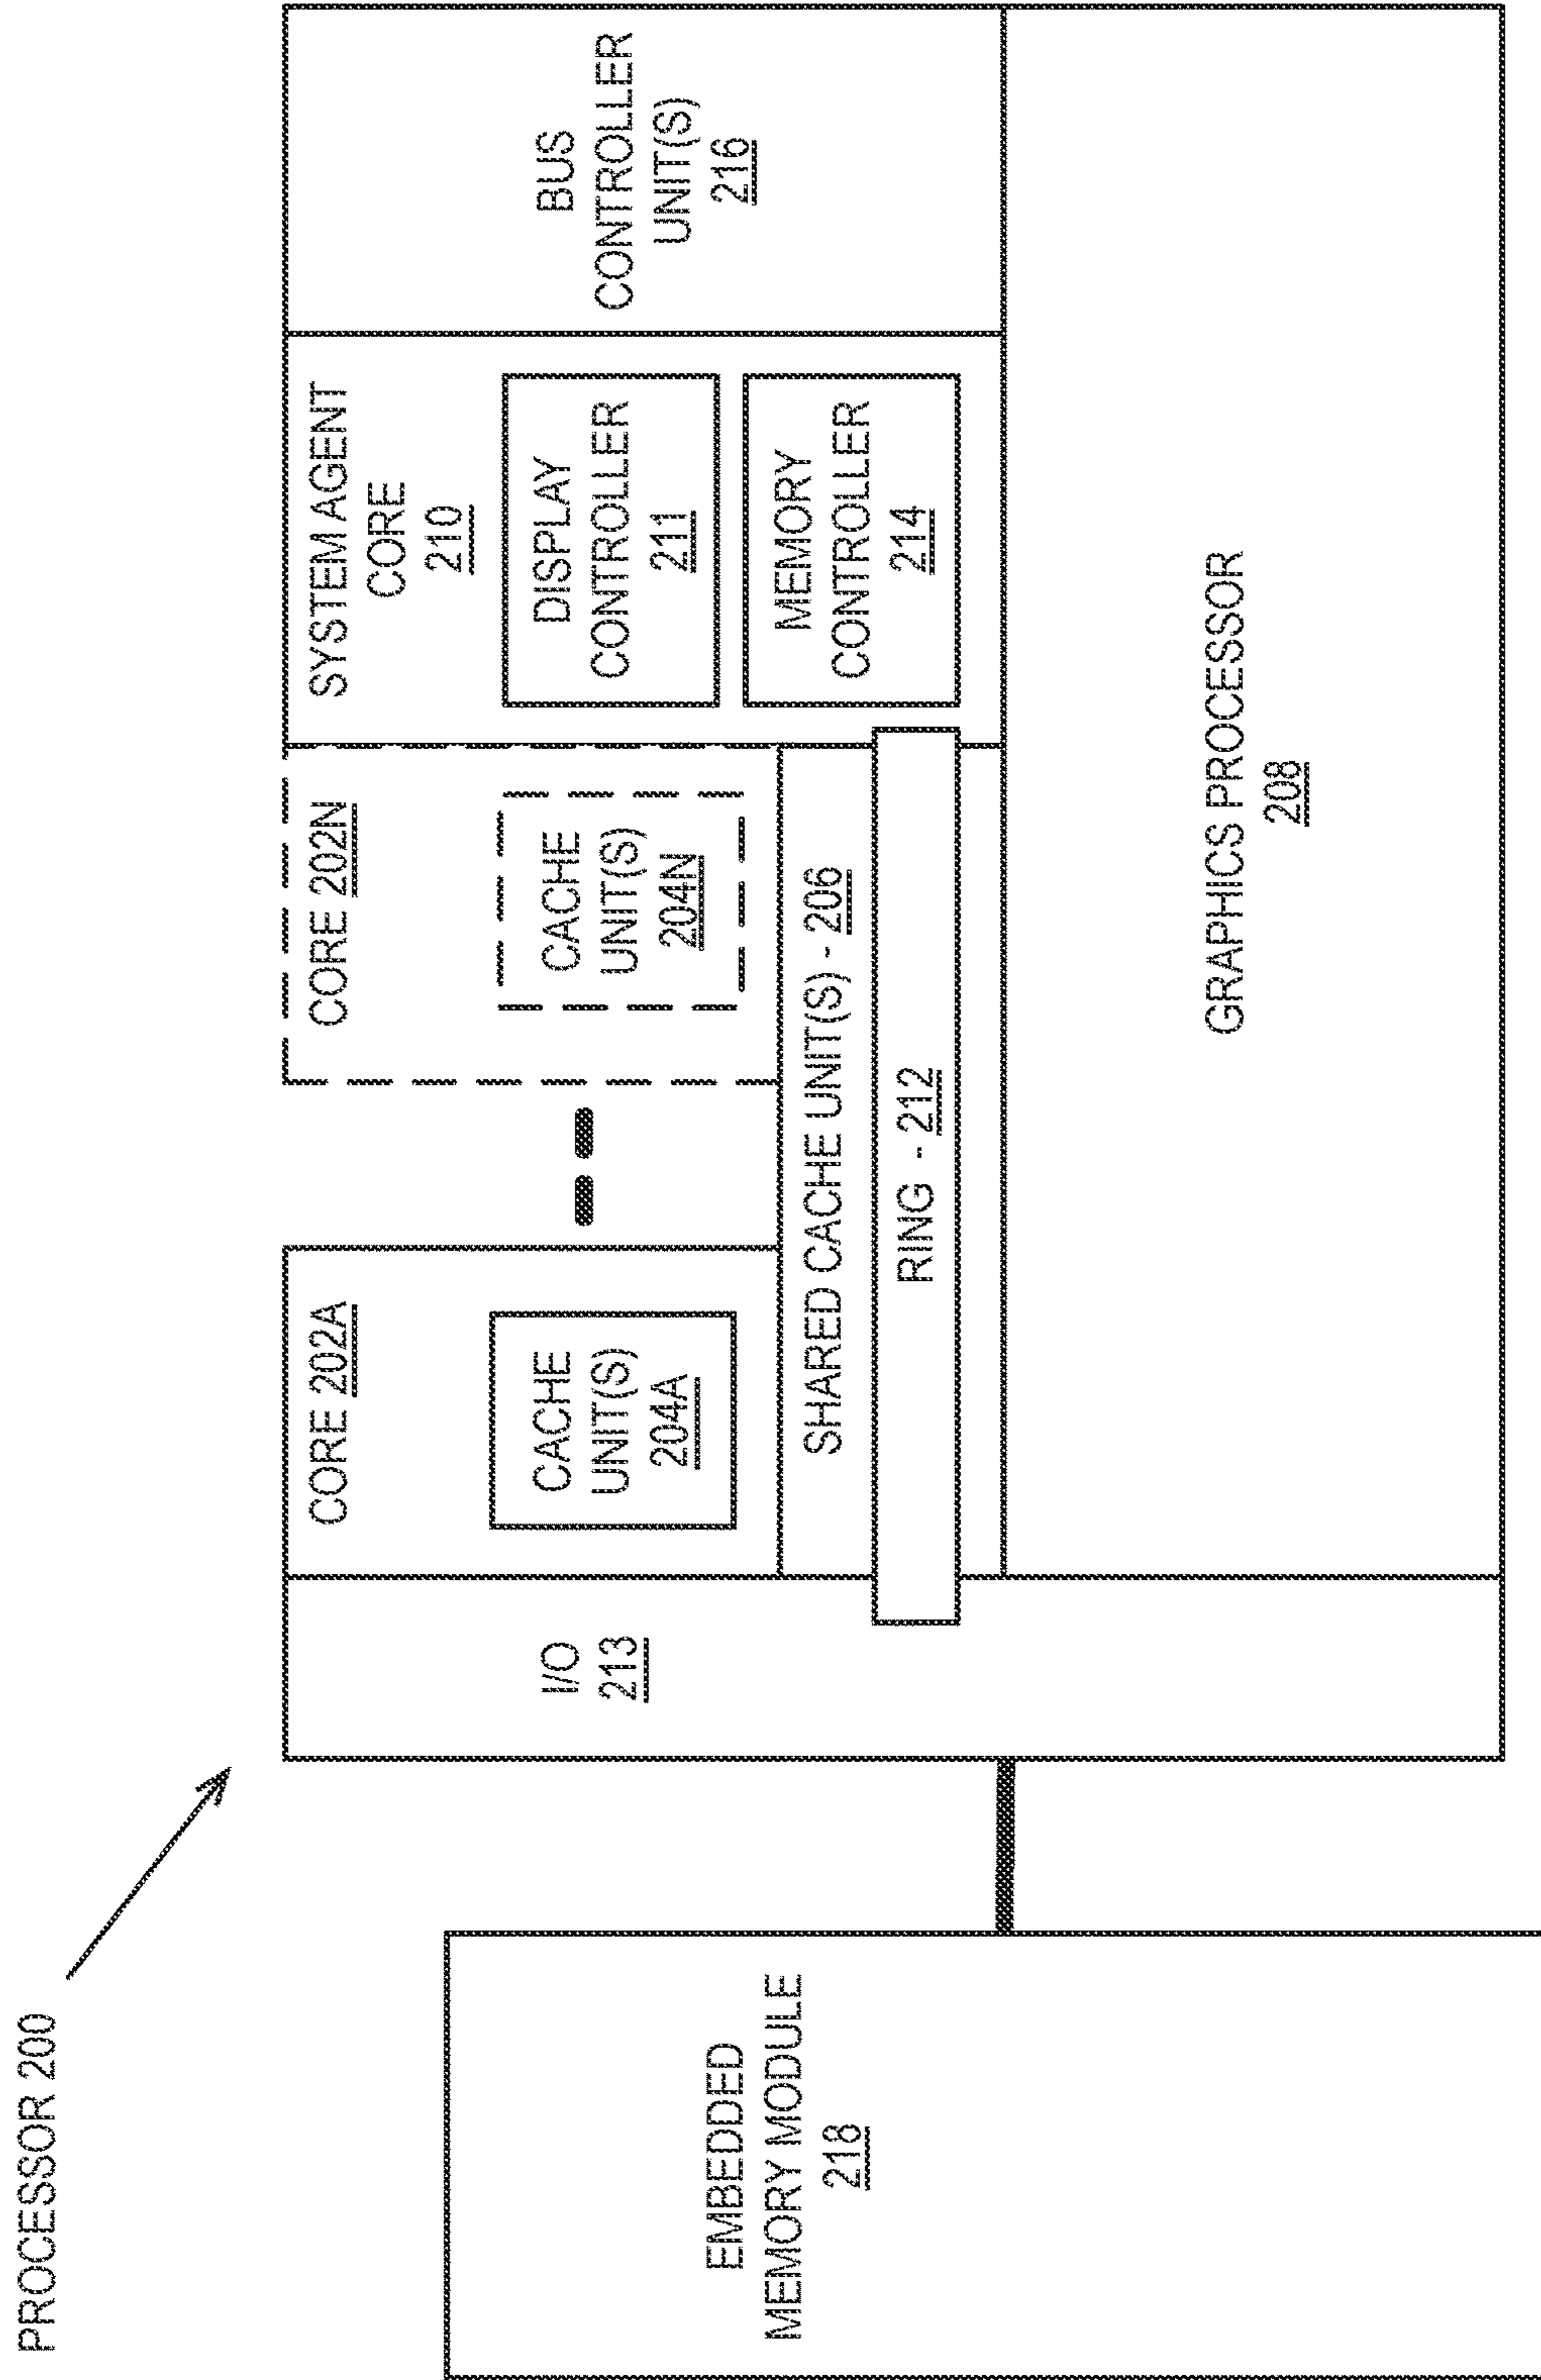 PROCESSOR 200
EMBEDDED
MEMORY MODULE
218
I/O
213
CORE 202A
CACHE
UNIT(S)
204A
CORE 202N
CACHE
UNIT(S)
204N
SHARED CACHE UNIT(S) - 206
RING - 212
SYSTEM AGENT
CORE
210
DISPLAY
CONTROLLER
211
MEMORY
CONTROLLER
214
BUS
CONTROLLER
UNIT(S)
216
GRAPHICS PROCESSOR
208